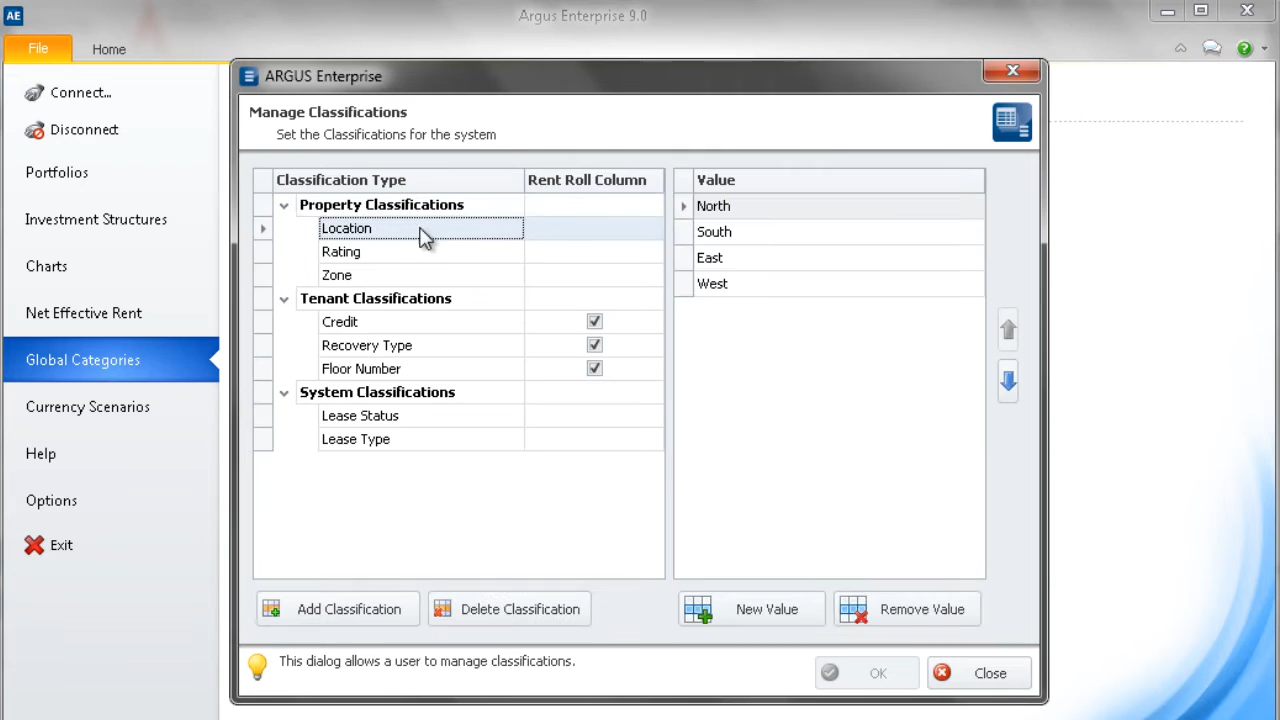 AE
Argus Enterprise 9.0
File
Home
Connect...
Disconnect
Portfolios
Investment Structures
Charts
Net Effective Rent
Global Categories
Currency Scenarios
Help
Options
Exit
ARGUS Enterprise
Manage Classifications
Set the Classifications for the system
Classification Type
Rent Roll Column
Property Classifications
Location
Rating
Zone
Tenant Classifications
Credit
Recovery Type
Floor Number
System Classifications
Lease Status
Lease Type
Value
North
South
East
West
Add Classification
Delete Classification
New Value
Remove Value
This dialog allows a user to manage classifications.
OK
Close